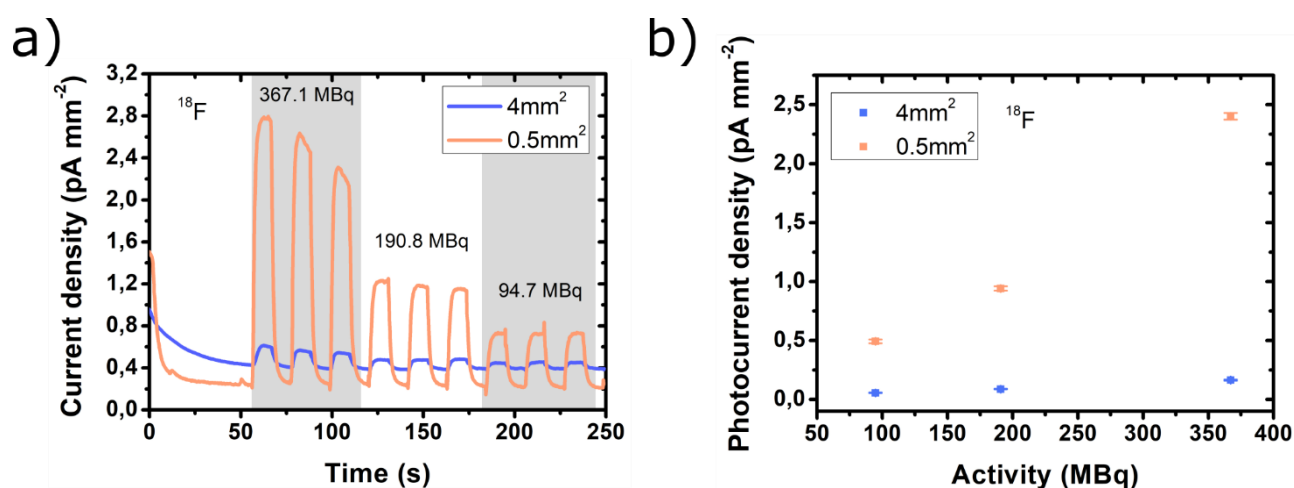 a)
Current density (pA mm⁻²)
3,2
2,8
2,4
2,0
1,6
1,2
0,8
0,4
0,0
¹⁸F
367.1 MBq
190.8 MBq
94.7 MBq
4mm²
0.5mm²
0 50 100 150 200 250
Time (s)
b)
Photocurrent density (pA mm⁻²)
2,5
2,0
1,0
0,5
0,0
4mm²
0.5mm²
¹⁸F
50 100 150 200 250 300 350 400
Activity (MBq)